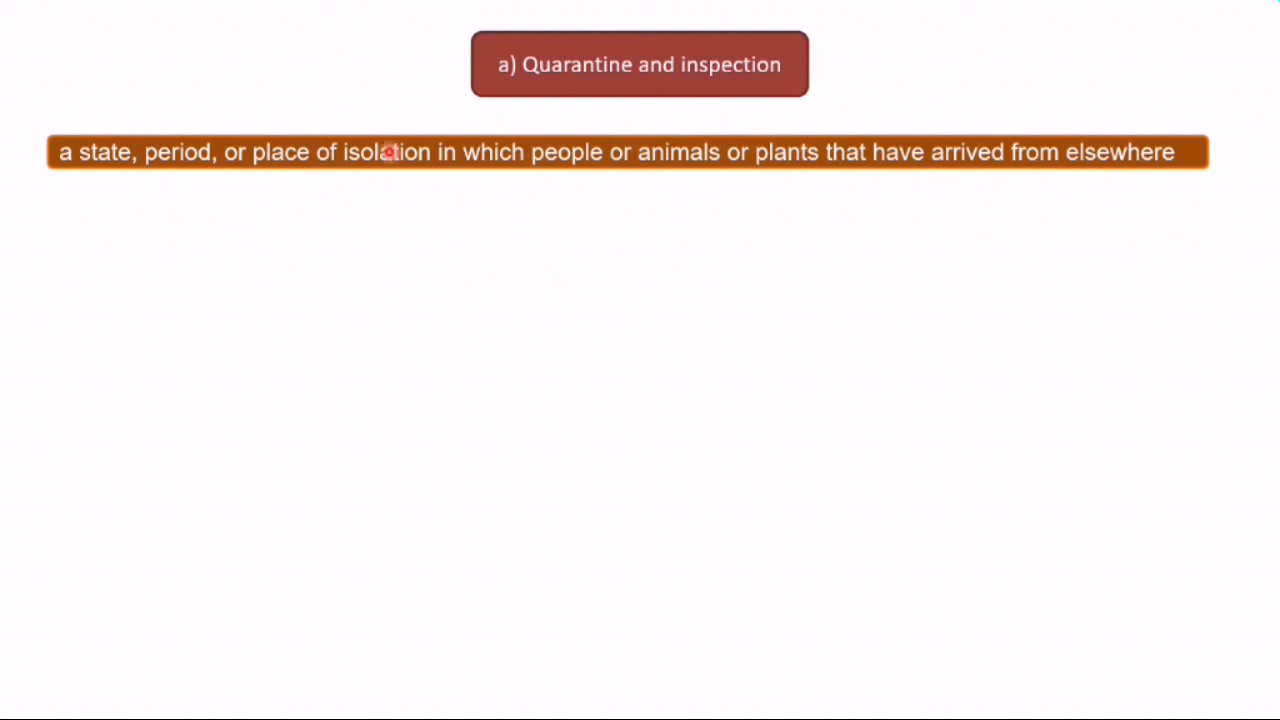 a) Quarantine and inspection
a state, period, or place of isolation in which people or animals or plants that have arrived from elsewhere